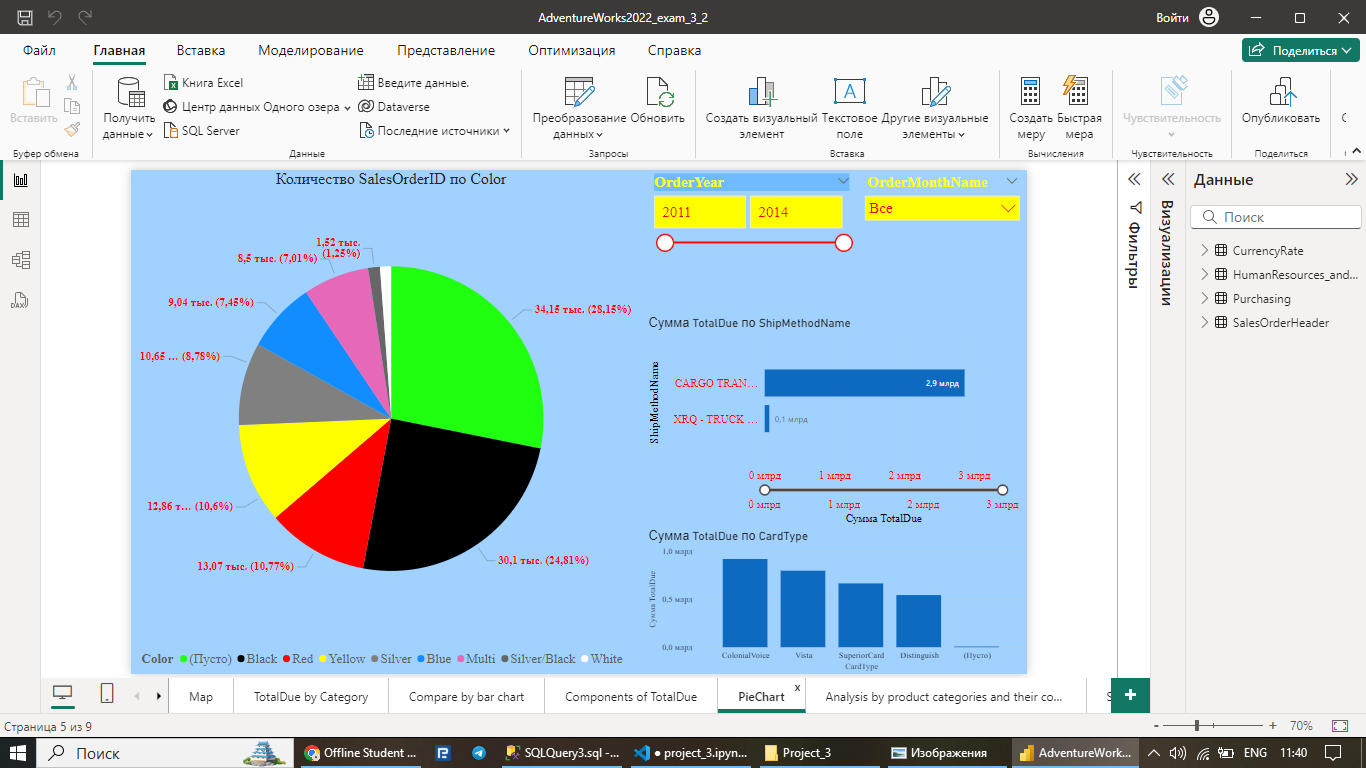 AdventureWorks2022_exam_3_2
Войти
Файл
Главная
Вставка
Моделирование
Представление
Оптимизация
Справка
Поделиться
Вставить
Буфер обмена
Получить данные
Книга Excel
Центр данных Одного озера
SQL Server
Введите данные.
Dataverse
Последние источники
Данные
Преобразование данных
Обновить
Запросы
Создать визуальный элемент
Текстовое поле
Другие визуальные элементы
Вставка
Создать меру
Быстрая мера
Вычисления
Чувствительность
Чувствительность
Опубликовать
Поделиться
Количество SalesOrderID по Color
1,52 тыс.
(1,25%)
8,5 тыс. (7,01%)
9,04 тыс. (7,45%)
10,65 ... (8,78%)
12,86 т... (10,6%)
13,07 тыс. (10,77%)
30,1 тыс. (24,81%)
34,15 тыс. (28,15%)
Color (Пусто) Black Red Yellow Silver Blue Multi Silver/Black White
OrderYear
2011
2014
OrderMonthName
Все
Сумма TotalDue по ShipMethodName
ShipMethodName
CARGO TRAN...
2,9 млрд
XRQ - TRUCK ...
0,1 млрд
0 млрд 1 млрд 2 млрд 3 млрд
0 млрд 1 млрд 2 млрд 3 млрд
Сумма TotalDue
Сумма TotalDue по CardType
Сумма TotalDue
1,0 млрд
0,5 млрд
0,0 млрд
ColonialVoice Vista SuperiorCard Distinguish (Пусто)
CardType
Фильтры
Визуализации
Данные
Поиск
CurrencyRate
HumanResources_and...
Purchasing
SalesOrderHeader
Map
TotalDue by Category
Compare by bar chart
Components of TotalDue
PieChart
x
Analysis by product categories and their co...
Страница 5 из 9
- + 70%
Поиск
Offline Student ...
SQLQuery3.sql - ...
● project_3.ipyn...
Project_3
Изображения
AdventureWork...
ENG
11:40